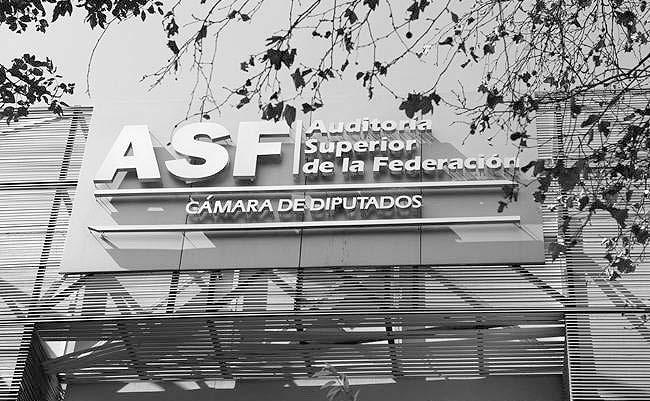 ASF
Auditoría
Superior
de la Federación
CÁMARA DE DIPUTADOS